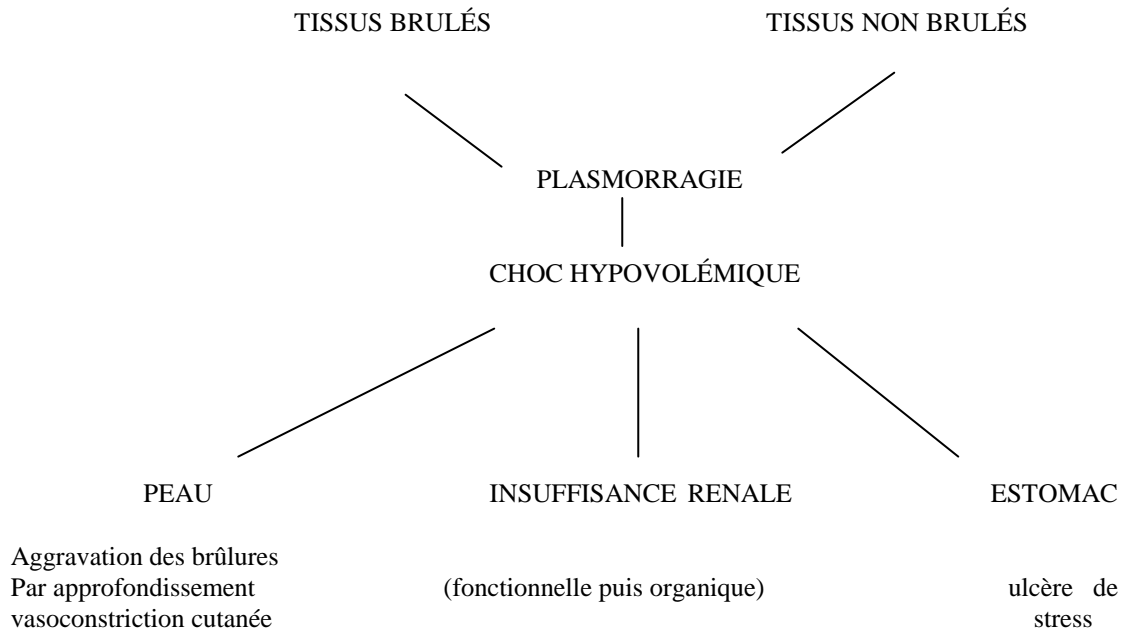 TISSUS BRULÉS
TISSUS NON BRULÉS
PLASMORRAGIE
CHOC HYPOVOLÉMIQUE
PEAU
INSUFFISANCE RENALE
ESTOMAC
Aggravation des brûlures
Par approfondissement
vasoconstriction cutanée
(fonctionnelle puis organique)
ulcère de
stress